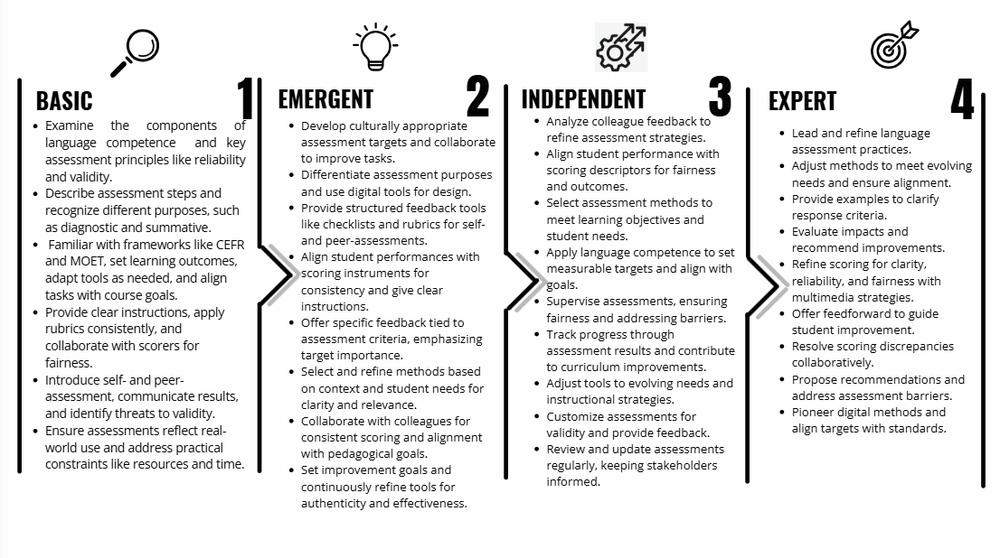 BASIC
1
• Examine the components of
language competence and key
assessment principles like reliability
and validity.
• Describe assessment steps and
recognize different purposes, such
as diagnostic and summative.
• Familiar with frameworks like CEFR
and MOET, set learning outcomes,
adapt tools as needed, and align
tasks with course goals.
• Provide clear instructions, apply
rubrics consistently, and
collaborate with scorers for
fairness.
• Introduce self- and peer-
assessment, communicate results,
and identify threats to validity.
• Ensure assessments reflect real-
world use and address practical
constraints like resources and time.
EMERGENT
2
• Develop culturally appropriate
assessment targets and collaborate
to improve tasks.
• Differentiate assessment purposes
and use digital tools for design.
• Provide structured feedback tools
like checklists and rubrics for self-
and peer-assessments.
• Align student performances with
scoring instruments for
consistency and give clear
instructions.
• Offer specific feedback tied to
assessment criteria, emphasizing
target importance.
• Select and refine methods based
on context and student needs for
clarity and relevance.
• Collaborate with colleagues for
consistent scoring and alignment
with pedagogical goals.
• Set improvement goals and
continuously refine tools for
authenticity and effectiveness.
INDEPENDENT
3
• Analyze colleague feedback to
refine assessment strategies.
• Align student performance with
scoring descriptors for fairness
and outcomes.
• Select assessment methods to
meet learning objectives and
student needs.
• Apply language competence to set
measurable targets and align with
goals.
• Supervise assessments, ensuring
fairness and addressing barriers.
• Track progress through
assessment results and contribute
to curriculum improvements.
• Adjust tools to evolving needs and
instructional strategies.
• Customize assessments for
validity and provide feedback.
• Review and update assessments
regularly, keeping stakeholders
informed.
EXPERT
4
• Lead and refine language
assessment practices.
• Adjust methods to meet evolving
needs and ensure alignment.
• Provide examples to clarify
response criteria.
• Evaluate impacts and
recommend improvements.
• Refine scoring for clarity,
reliability, and fairness with
multimedia strategies.
• Offer feedforward to guide
student improvement.
• Resolve scoring discrepancies
collaboratively.
• Propose recommendations and
address assessment barriers.
• Pioneer digital methods and
align targets with standards.